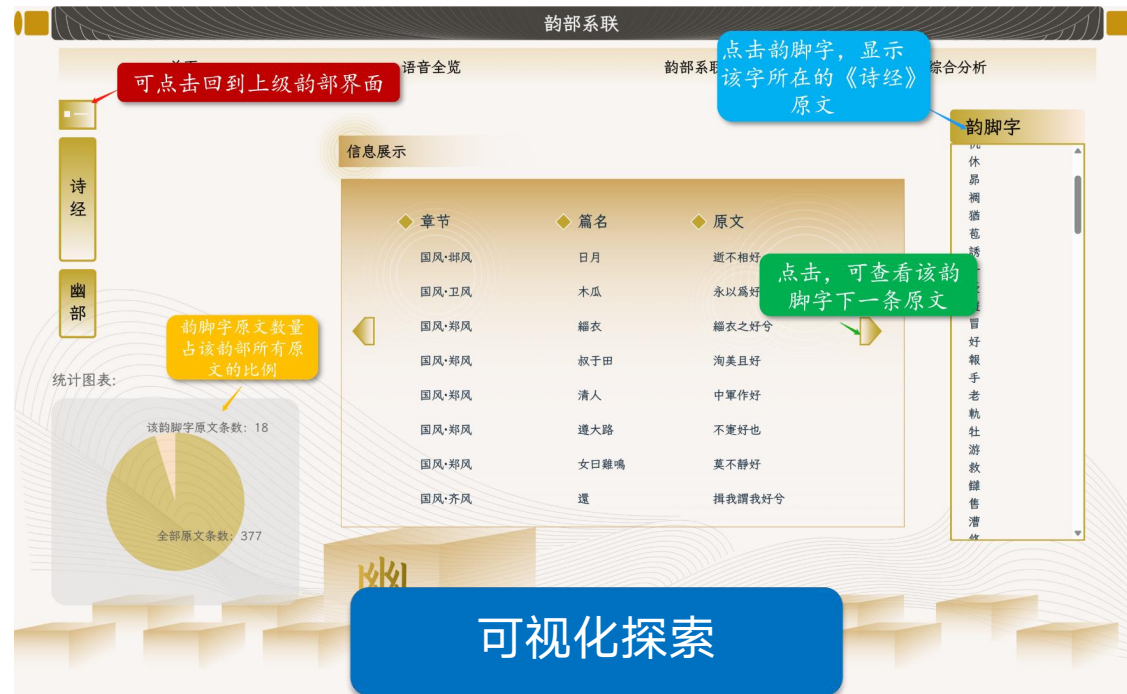 韵部系联
语音全览
韵部系联
综合分析
可点击回到上级韵部界面
点击韵脚字，显示
该字所在的《诗经》
原文
诗经
幽部
信息展示
章节 篇名 原文
国风·邶风 日月 逝不相好
国风·卫风 木瓜 永以爲好
国风·郑风 緇衣 緇衣之好兮
国风·郑风 叔于田 洵美且好
国风·郑风 清人 中軍作好
国风·郑风 遵大路 不寁好也
国风·郑风 女曰雞鳴 莫不靜好
国风·齐风 還 揖我謂我好兮
点击，可查看该韵
脚字下一条原文
韵脚字原文数量
占该韵部所有原
文的比例
统计图表:
该韵脚字原文条数: 18
全部原文条数: 377
韵脚字
休
昴
裯
猶
苞
誘
冒
好
報
手
老
軌
牡
游
救
讎
售
漕
幽
可视化探索